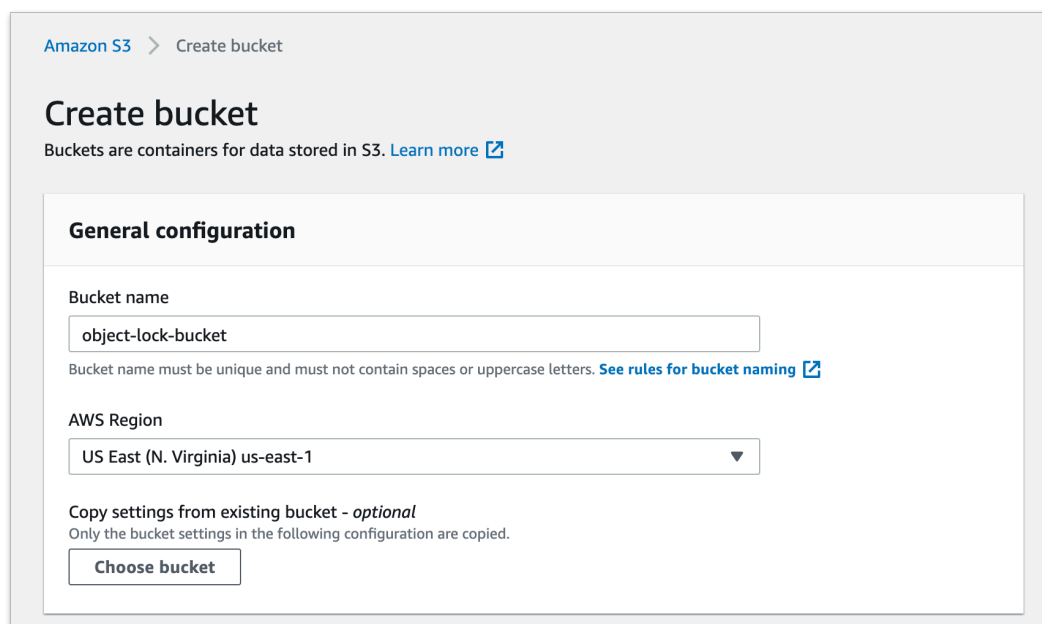 Amazon S3 > Create bucket
Create bucket
Buckets are containers for data stored in S3. Learn more
General configuration
Bucket name
object-lock-bucket
Bucket name must be unique and must not contain spaces or uppercase letters. See rules for bucket naming
AWS Region
US East (N. Virginia) us-east-1
Copy settings from existing bucket - optional
Only the bucket settings in the following configuration are copied.
Choose bucket